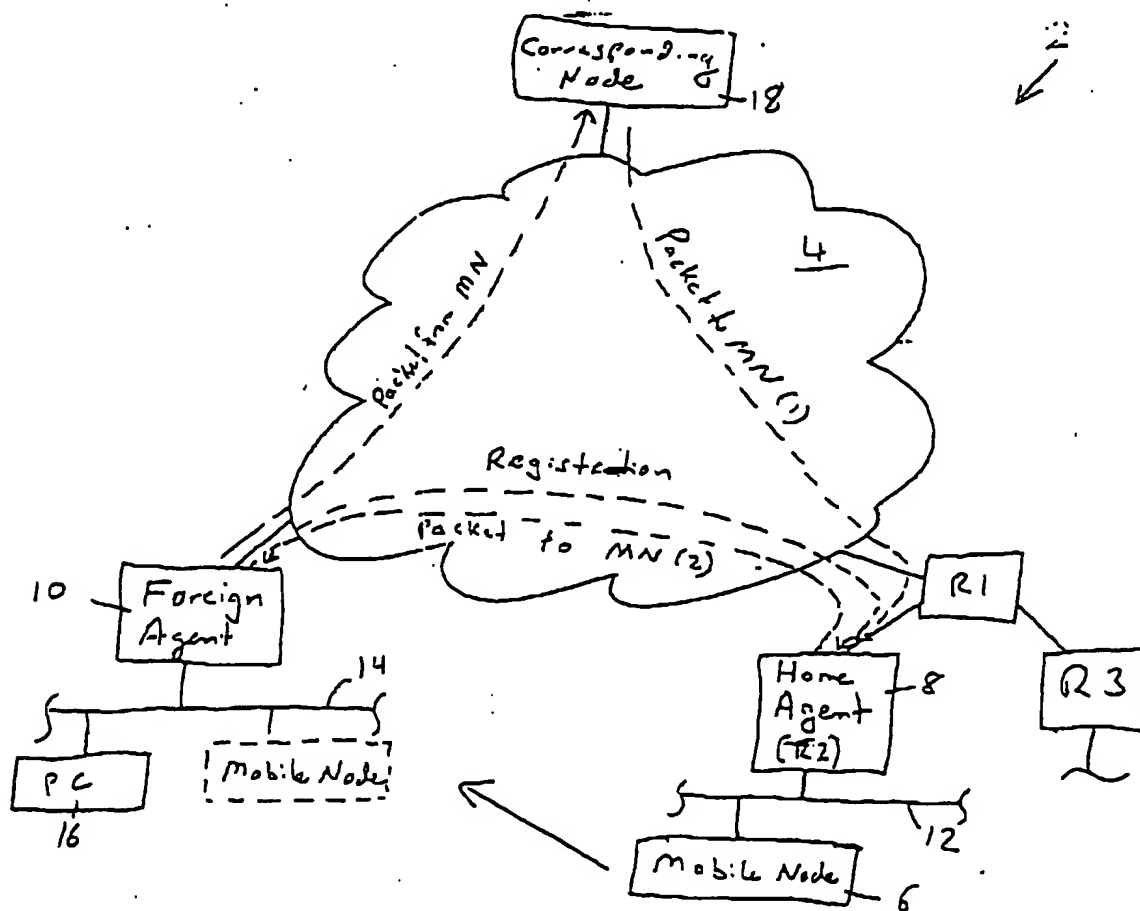 Corresponding
Node
18
4
Packet from MN
Packet to MN (1)
Registration
Packet to MN (2)
10
Foreign
Agent
R1
Home
Agent
(R2)
8
R3
14
PC
16
Mobile Node
12
Mobile Node
6